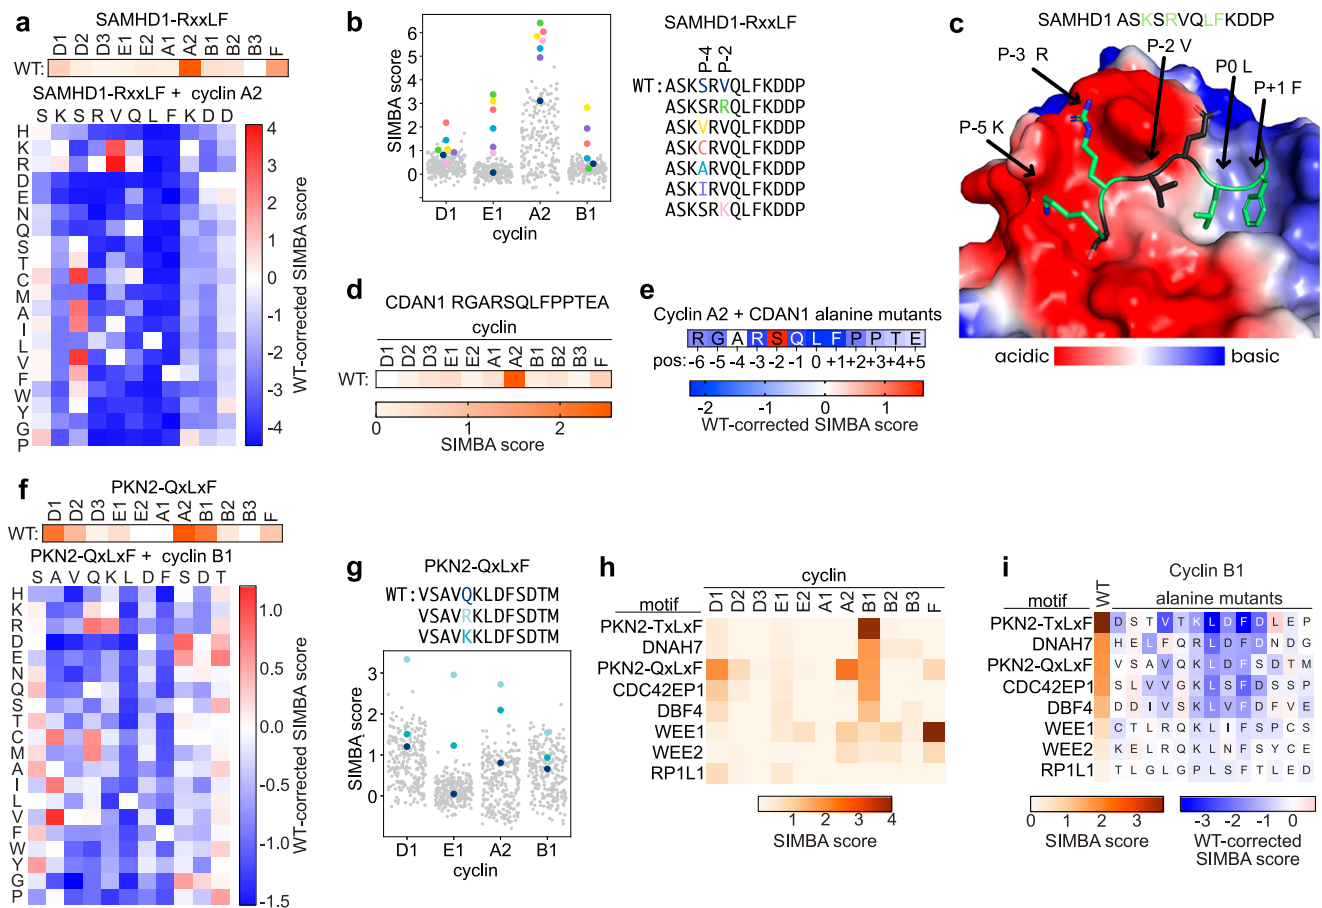 a
SAMHD1-RxxLF
D1 D2 D3 E1 E2 A1 A2 B1 B2 B3 F
WT:
SAMHD1-RxxLF + cyclin A2
S K S R V Q L F K D D
H
K
R
D
E
N
Q
S
T
C
M
A
I
L
V
F
W
Y
G
P
4
3
2
1
0
-1
-2
-3
-4
WT-corrected SIMBA score
b
6
5
4
3
2
1
0
SIMBA score
D1 E1 A2 B1
cyclin
SAMHD1-RxxLF
P-4 P-2
WT:ASKSRVQLFKDDP
ASKSRRQLFKDDP
ASKVRVQLFKDDP
ASKCRVQLFKDDP
ASKARVQLFKDDP
ASKIRVQLFKDDP
ASKSRKQLFKDDP
c
SAMHD1 ASKSRVQLFKDDP
P-3 R
P-2 V
P0 L
P+1 F
P-5 K
acidic basic
d
CDAN1 RGARSQLFPPTEA
cyclin
D1 D2 D3 E1 E2 A1 A2 B1 B2 B3 F
WT:
0 1 2
SIMBA score
e
Cyclin A2 + CDAN1 alanine mutants
R G A R S Q L F P P T E
pos: -6 -5 -4 -3 -2 -1 0 +1 +2 +3 +4 +5
-2 -1 0 1
WT-corrected SIMBA score
f
PKN2-QxLxF
D1 D2 D3 E1 E2 A1 A2 B1 B2 B3 F
WT:
PKN2-QxLxF + cyclin B1
S A V Q K L D F S D T
H
K
R
D
E
N
Q
S
T
C
M
A
I
L
V
F
W
Y
G
P
1.0
0.5
0.0
-0.5
-1.0
-1.5
WT-corrected SIMBA score
g
PKN2-QxLxF
WT:VSAVQKLDFSDTM
VSAVRKLDFSDTM
VSAVKKLDFSDTM
3
2
1
0
SIMBA score
D1 E1 A2 B1
cyclin
h
cyclin
motif D1 D2 D3 E1 E2 A1 A2 B1 B2 B3 F
PKN2-TxLxF
DNAH7
PKN2-QxLxF
CDC42EP1
DBF4
WEE1
WEE2
RP1L1
1 2 3 4
SIMBA score
i
Cyclin B1
motif WT alanine mutants
PKN2-TxLxF D S T V T K L D F D L E P
DNAH7 H E L F Q R L D F D N D G
PKN2-QxLxF V S A V Q K L D F S D T M
CDC42EP1 S L V V G K L S F D S S P
DBF4 D D I V S K L V F D F V E
WEE1 C T L R Q K L I F S P C S
WEE2 K E L R Q K L N F S Y C E
RP1L1 T L G L G P L S F T L E D
0 1 2 3
SIMBA score
-3 -2 -1 0
WT-corrected
SIMBA score